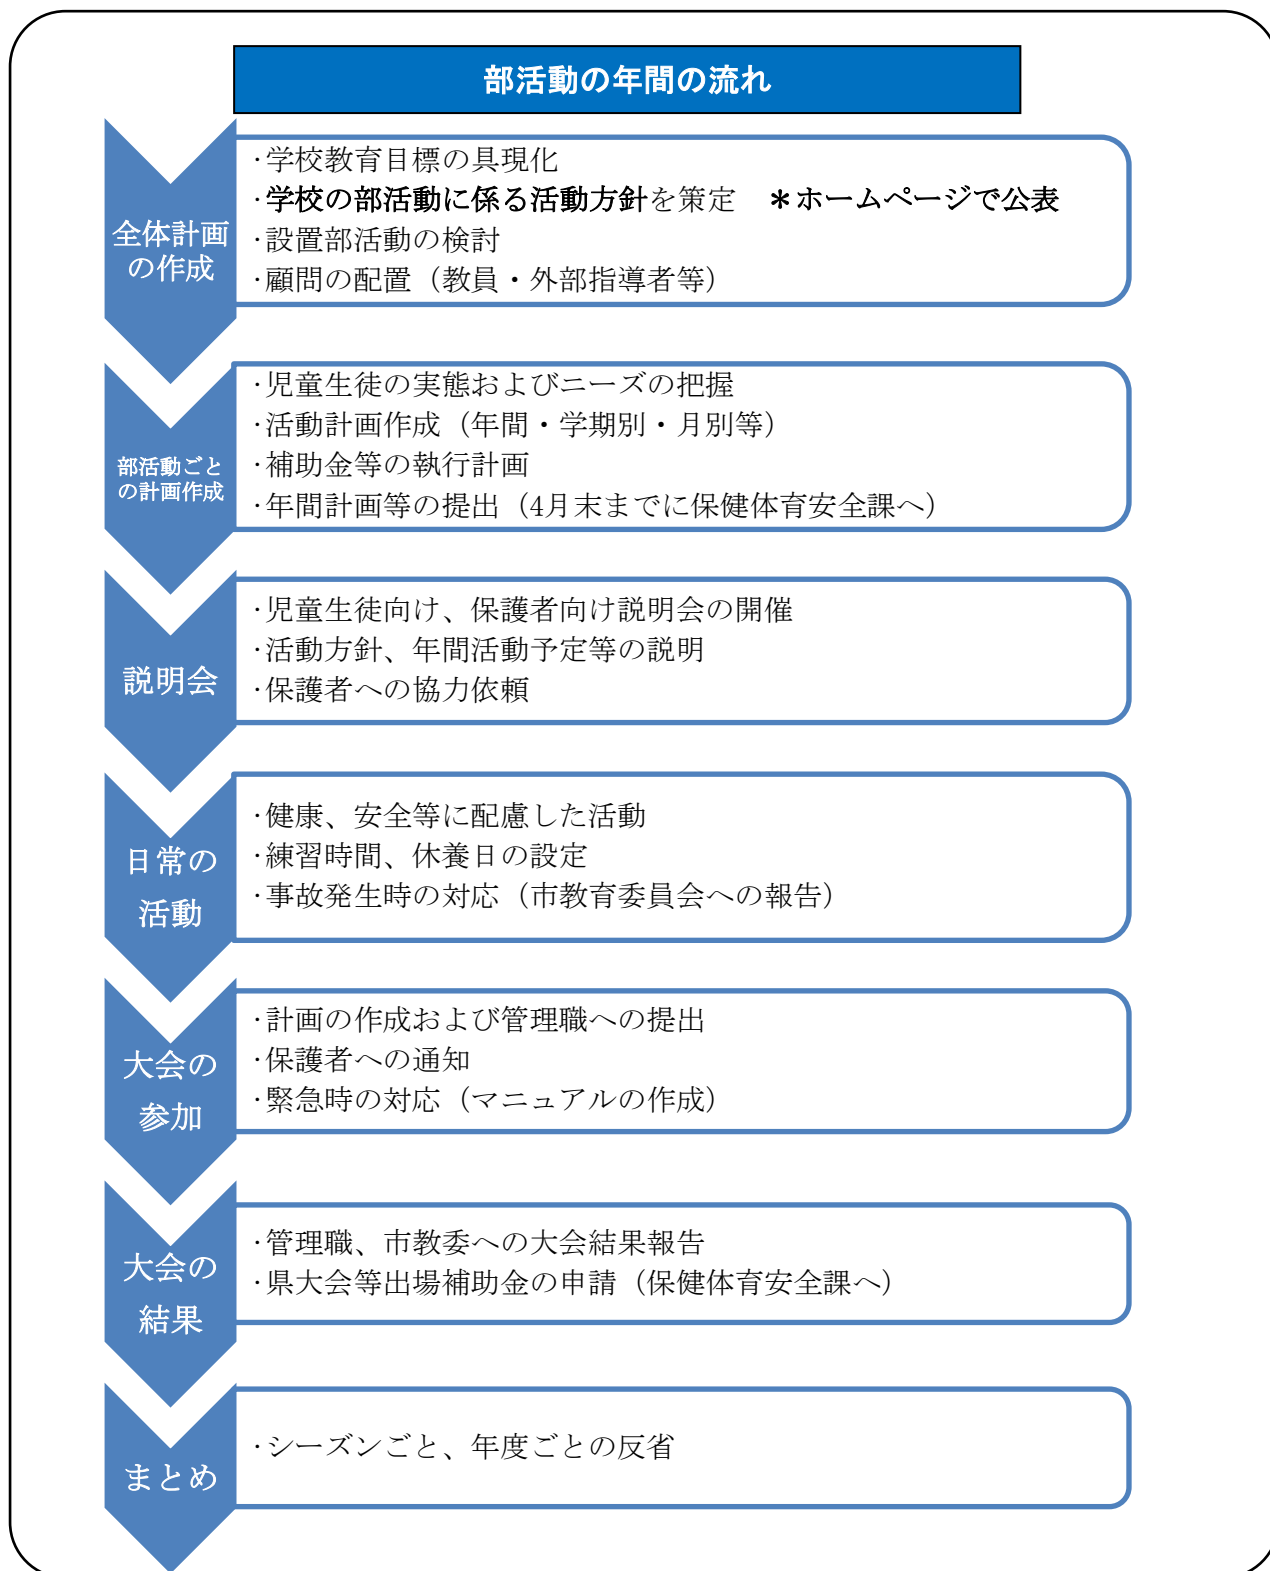 部活動の年間の流れ
全体計画
の作成
・学校教育目標の具現化
・学校の部活動に係る活動方針を策定　＊ホームページで公表
・設置部活動の検討
・顧問の配置（教員・外部指導者等）
部活動ごと
の計画作成
・児童生徒の実態およびニーズの把握
・活動計画作成（年間・学期別・月別等）
・補助金等の執行計画
・年間計画等の提出（4月末までに保健体育安全課へ）
説明会
・児童生徒向け、保護者向け説明会の開催
・活動方針、年間活動予定等の説明
・保護者への協力依頼
日常の
活動
・健康、安全等に配慮した活動
・練習時間、休養日の設定
・事故発生時の対応（市教育委員会への報告）
大会の
参加
・計画の作成および管理職への提出
・保護者への通知
・緊急時の対応（マニュアルの作成）
大会の
結果
・管理職、市教委への大会結果報告
・県大会等出場補助金の申請（保健体育安全課へ）
まとめ
・シーズンごと、年度ごとの反省